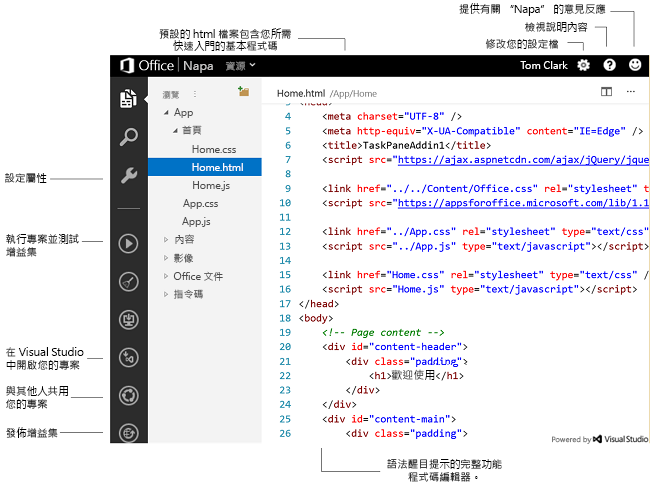 提供有關 “Napa” 的意見反應
檢視說明內容
修改您的設定檔
預設的 html 檔案包含您所需
快速入門的基本程式碼
Office | Napa 資源
Tom Clark
瀏覽
App
首頁
Home.css
Home.html
Home.js
App.css
App.js
內容
影像
Office 文件
指令碼
設定屬性
執行專案並測試
增益集
在 Visual Studio
中開啟您的專案
與其他人共用
您的專案
發佈增益集
Home.html /App/Home
3 <head>
4 <meta charset="UTF-8" />
5 <meta http-equiv="X-UA-Compatible" content="IE=Edge" />
6 <title>TaskPaneAddin1</title>
7 <script src="https://ajax.aspnetcdn.com/ajax/jQuery/jque
8
9 <link href="../../Content/Office.css" rel="stylesheet" t
10 <script src="https://appsforoffice.microsoft.com/lib/1.1
11
12 <link href="../App.css" rel="stylesheet" type="text/css"
13 <script src="../App.js" type="text/javascript"></script>
14
15 <link href="Home.css" rel="stylesheet" type="text/css" /
16 <script src="Home.js" type="text/javascript"></script>
17 </head>
18 <body>
19 <!-- Page content -->
20 <div id="content-header">
21 <div class="padding">
22 <h1>歡迎使用</h1>
23 </div>
24 </div>
25 <div id="content-main">
26 <div class="padding">
Powered by Visual Studio
語法醒目提示的完整功能
程式碼編輯器。